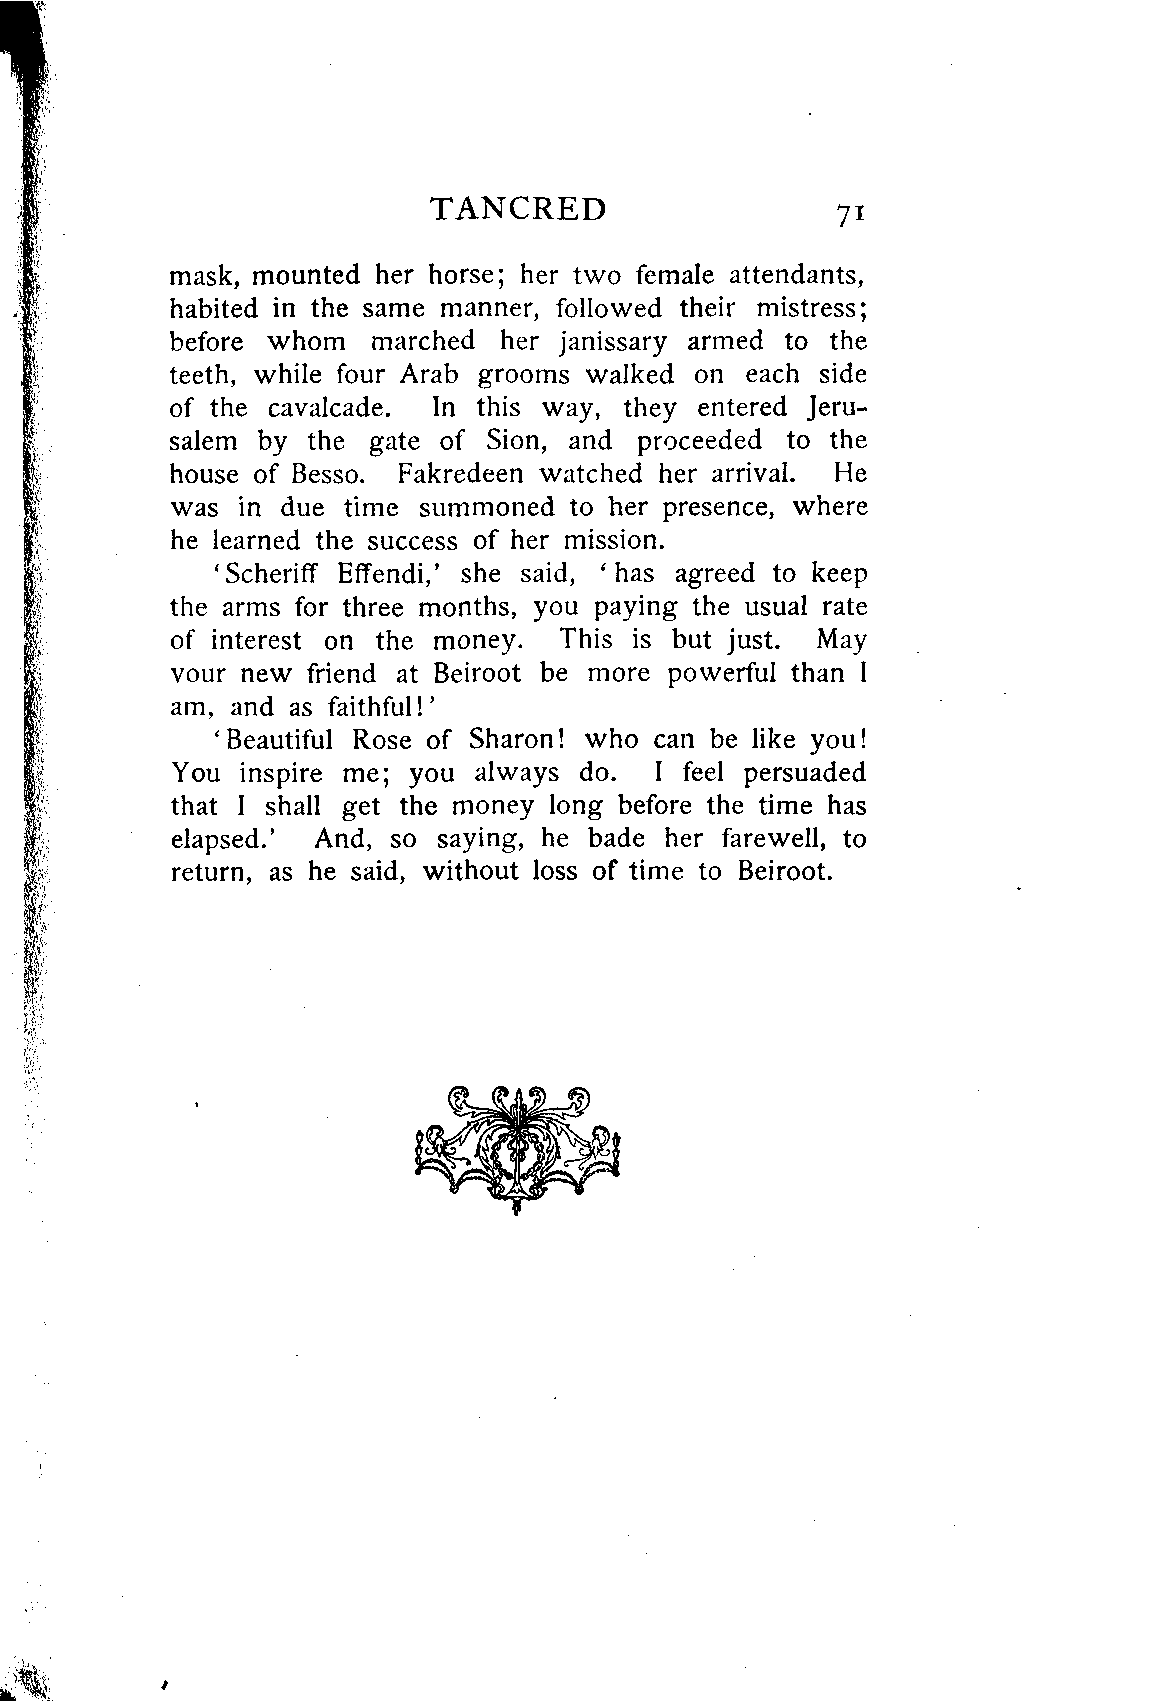 TANCRED 71
mask, mounted her horse; her two female attendants,
habited in the same manner, followed their mistress;
before whom marched her janissary armed to the
teeth, while four Arab grooms walked on each side
of the cavalcade. In this way, they entered Jeru-
salem by the gate of Sion, and proceeded to the
house of Besso. Fakredeen watched her arrival. He
was in due time summoned to her presence, where
he learned the success of her mission.
‘Scheriff Effendi,’ she said, ‘has agreed to keep
the arms for three months, you paying the usual rate
of interest on the money. This is but just. May
your new friend at Beiroot be more powerful than I
am, and as faithful!’
‘Beautiful Rose of Sharon! who can be like you!
You inspire me; you always do. I feel persuaded
that I shall get the money long before the time has
elapsed.’ And, so saying, he bade her farewell, to
return, as he said, without loss of time to Beiroot.